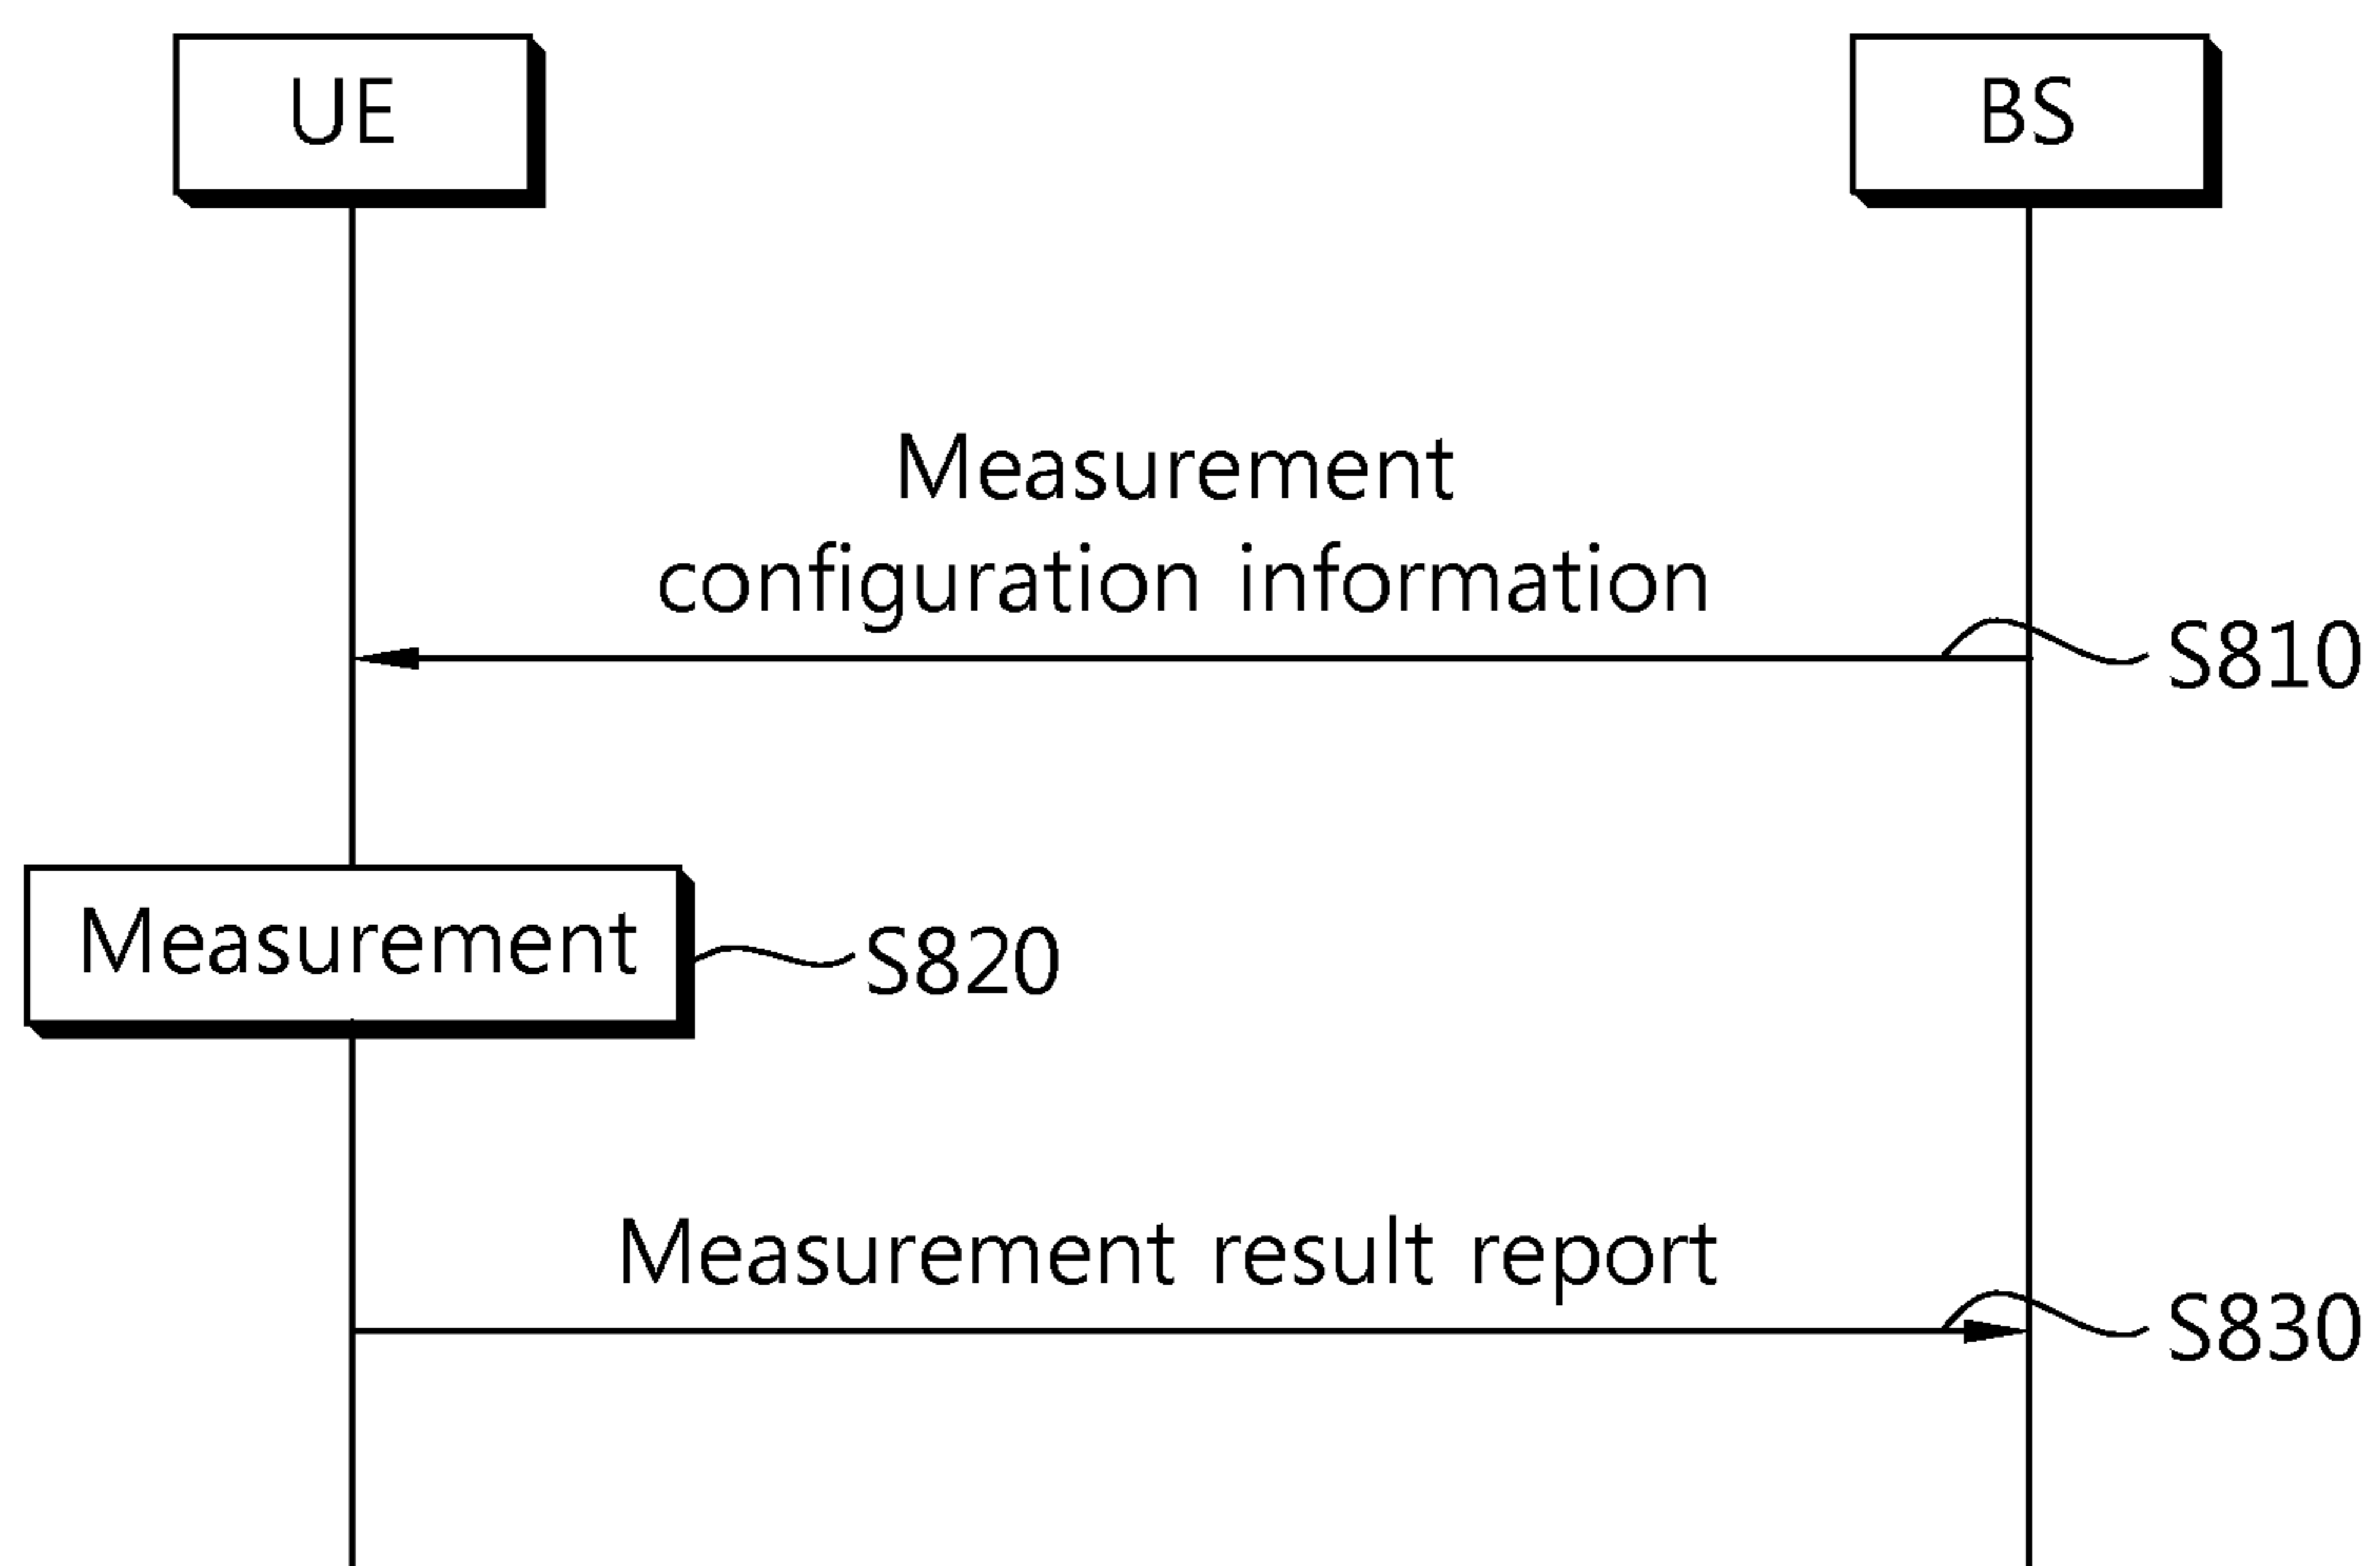 UE
BS
Measurement
configuration information
S810
Measurement
S820
Measurement result report
S830